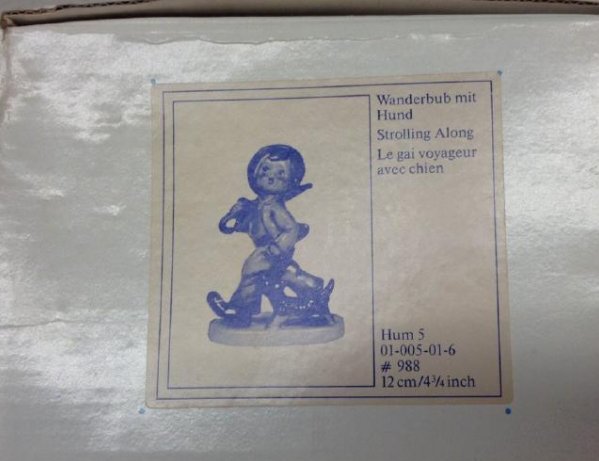 Wanderbub mit
Hund
Strolling Along
Le gai voyageur
avec chien
Hum 5
01-005-01-6
# 988
12 cm/4¾ inch